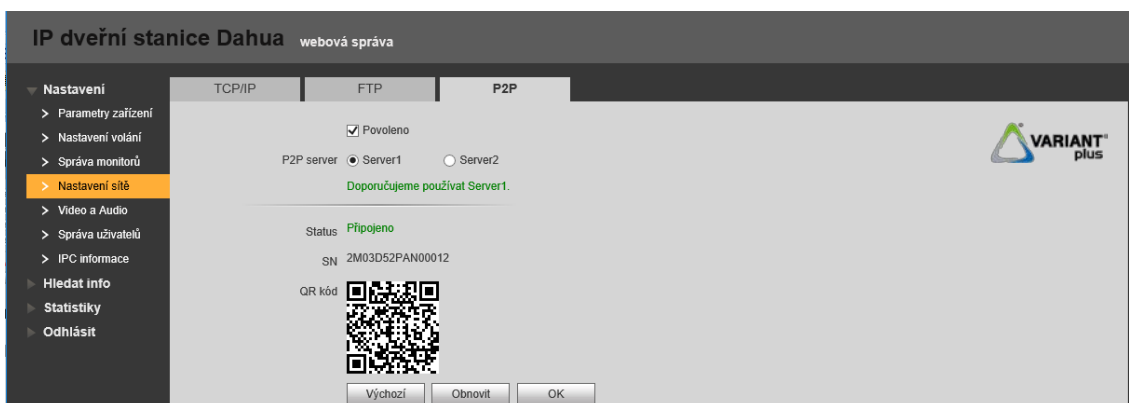 IP dveřní stanice Dahua webová správa
Nastavení
Parametry zařízení
Nastavení volání
Správa monitorů
Nastavení sítě
Video a Audio
Správa uživatelů
IPC informace
Hledat info
Statistiky
Odhlásit
TCP/IP FTP P2P
Povoleno
P2P server Server1 Server2
Doporučujeme používat Server1.
Status Připojeno
SN 2M03D52PAN00012
QR kód
Výchozí Obnovit OK
VARIANT
plus